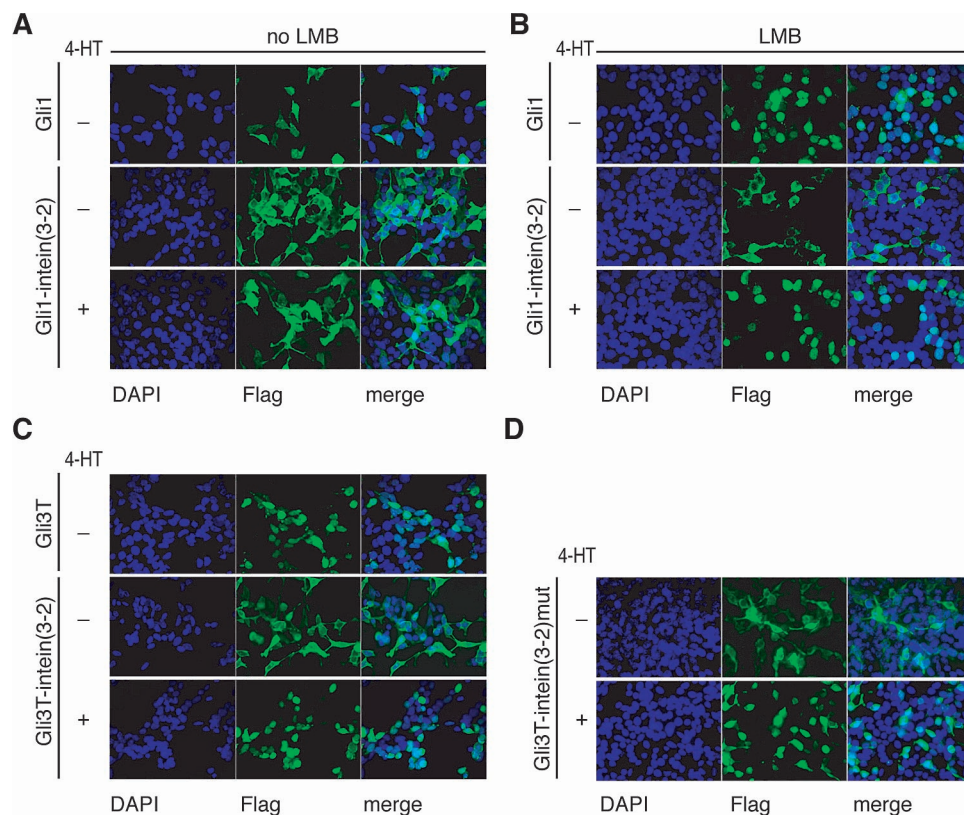 A
4-HT
no LMB
Gli1
–
Gli1-intein(3-2)
–
+
DAPI Flag merge
B
4-HT
LMB
Gli1
–
Gli1-intein(3-2)
–
+
DAPI Flag merge
C
4-HT
Gli3T
–
Gli3T-intein(3-2)
–
+
DAPI Flag merge
D
4-HT
Gli3T-intein(3-2)mut
–
+
DAPI Flag merge